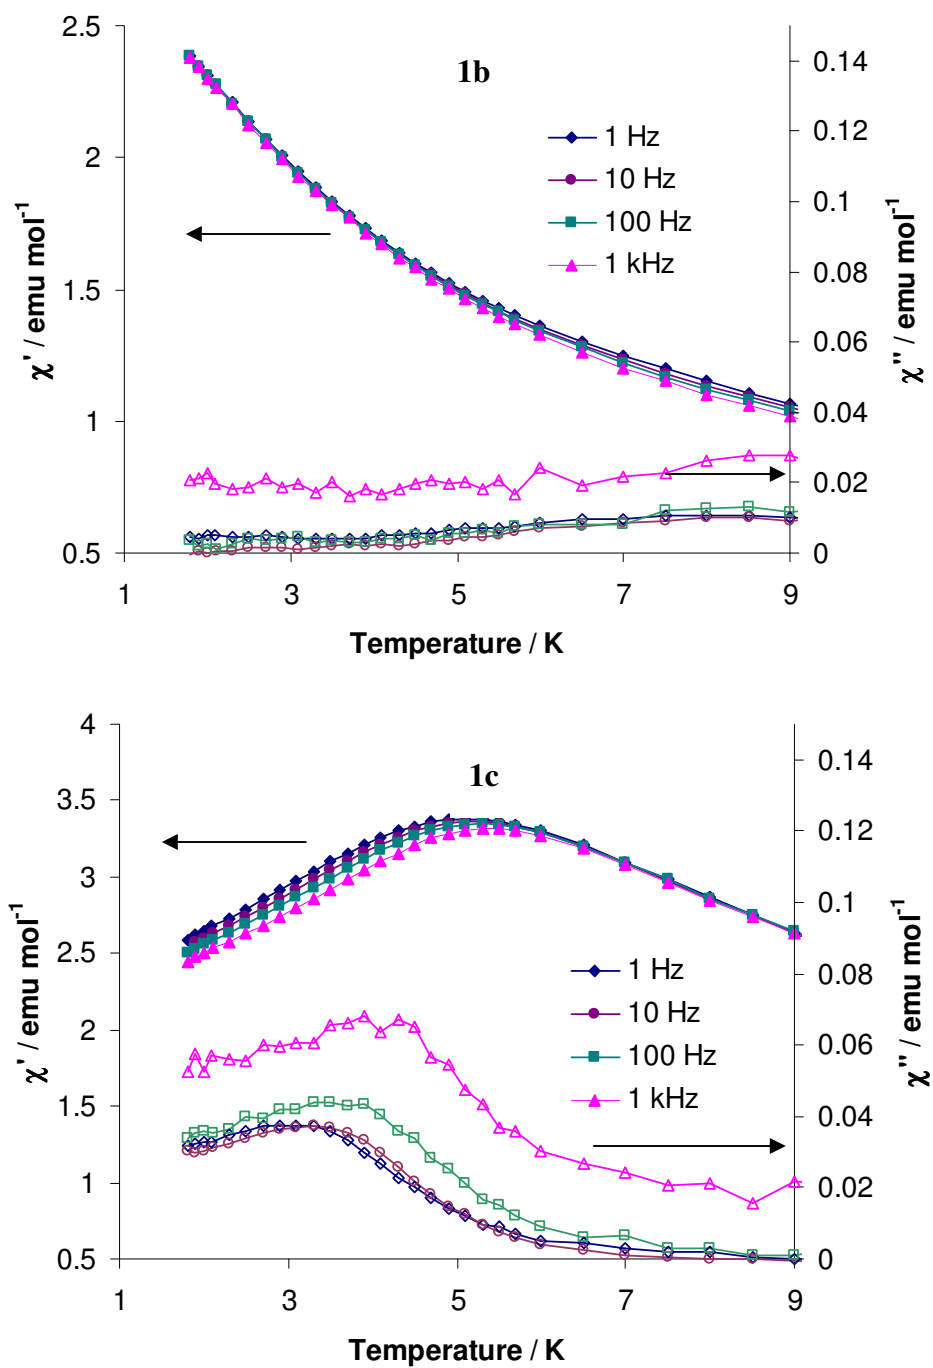 1b
2.5
2
1.5
1
0.5
χ' / emu mol-1
0.14
0.12
0.1
0.08
0.06
0.04
0.02
0
χ'' / emu mol-1
1 Hz
10 Hz
100 Hz
1 kHz
1 3 5 7 9
Temperature / K
1c
4
3.5
3
2.5
2
1.5
1
0.5
χ' / emu mol-1
0.14
0.12
0.1
0.08
0.06
0.04
0.02
0
χ'' / emu mol-1
1 Hz
10 Hz
100 Hz
1 kHz
1 3 5 7 9
Temperature / K